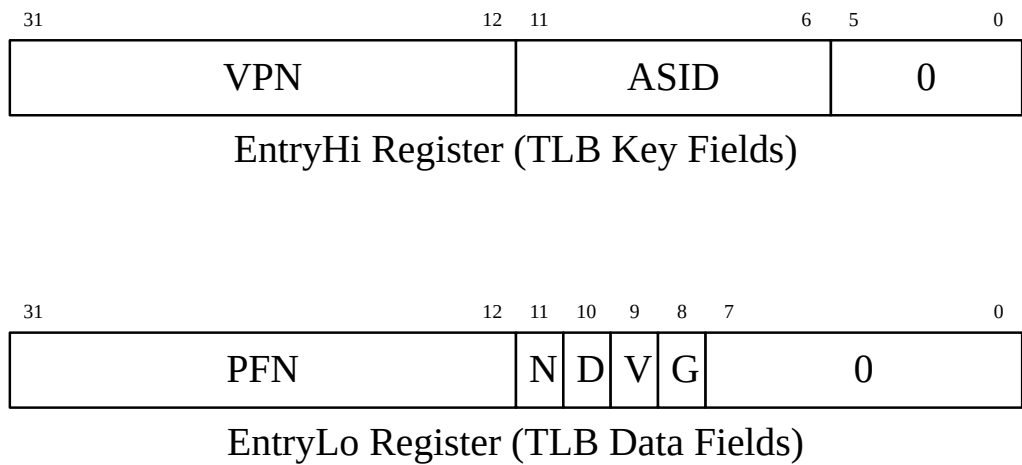 31 12 11 6 5 0
VPN ASID 0
EntryHi Register (TLB Key Fields)
31 12 11 10 9 8 7 0
PFN N D V G 0
EntryLo Register (TLB Data Fields)